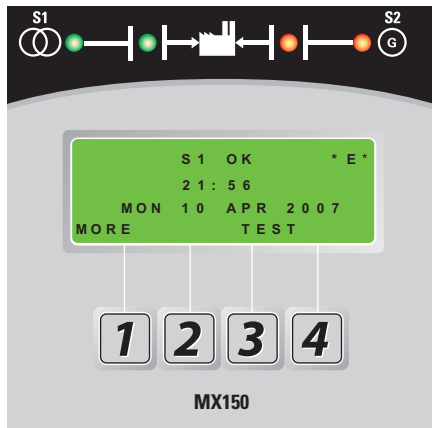 S1 S2
G
S1 OK *E*
21:56
MON 10 APR 2007
MORE TEST
1 2 3 4
MX150